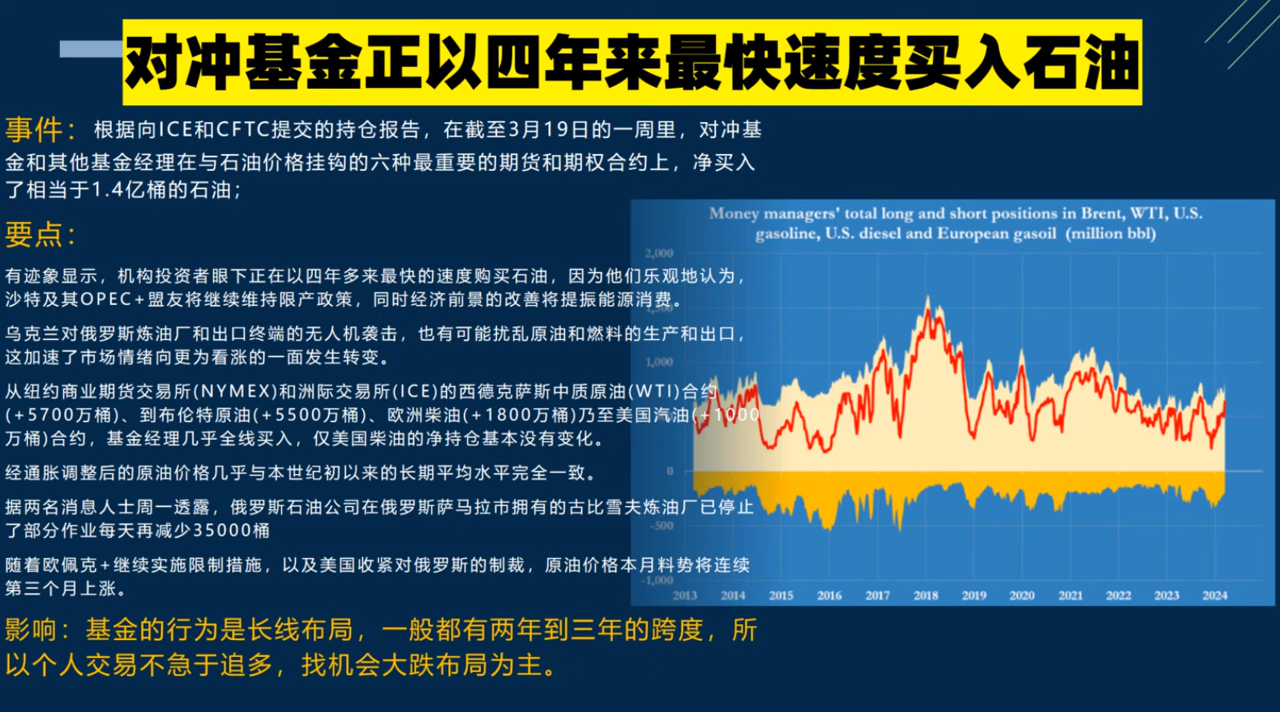 对冲基金正以四年来最快速度买入石油
事件：根据向ICE和CFTC提交的持仓报告，在截至3月19日的一周里，对冲基
金和其他基金经理在与石油价格挂钩的六种最重要的期货和期权合约上，净买入
了相当于1.4亿桶的石油；
要点：
有迹象显示，机构投资者眼下正在以四年多来最快的速度购买石油，因为他们乐观地认为，
沙特及其OPEC+盟友将继续维持限产政策，同时经济前景的改善将提振能源消费。
乌克兰对俄罗斯炼油厂和出口终端的无人机袭击，也有可能扰乱原油和燃料的生产和出口，
这加速了市场情绪向更为看涨的一面发生转变。
从纽约商业期货交易所(NYMEX)和洲际交易所(ICE)的西德克萨斯中质原油(WTI)合约
(+5700万桶)、到布伦特原油(+5500万桶)、欧洲柴油(+1800万桶)乃至美国汽油(+1000
万桶)合约，基金经理几乎全线买入，仅美国柴油的净持仓基本没有变化。
经通胀调整后的原油价格几乎与本世纪初以来的长期平均水平完全一致。
据两名消息人士周一透露，俄罗斯石油公司在俄罗斯萨马拉市拥有的古比雪夫炼油厂已停止
了部分作业每天再减少35000桶
随着欧佩克+继续实施限制措施，以及美国收紧对俄罗斯的制裁，原油价格本月料势将连续
第三个月上涨。
影响：基金的行为是长线布局，一般都有两年到三年的跨度，所
以个人交易不急于追多，找机会大跌布局为主。
Money managers' total long and short positions in Brent, WTI, U.S.
gasoline, U.S. diesel and European gasoil (million bbl)
2,000
1,500
1,000
0
-500
-1,000
2013 2014 2015 2016 2017 2018 2019 2020 2021 2022 2023 2024